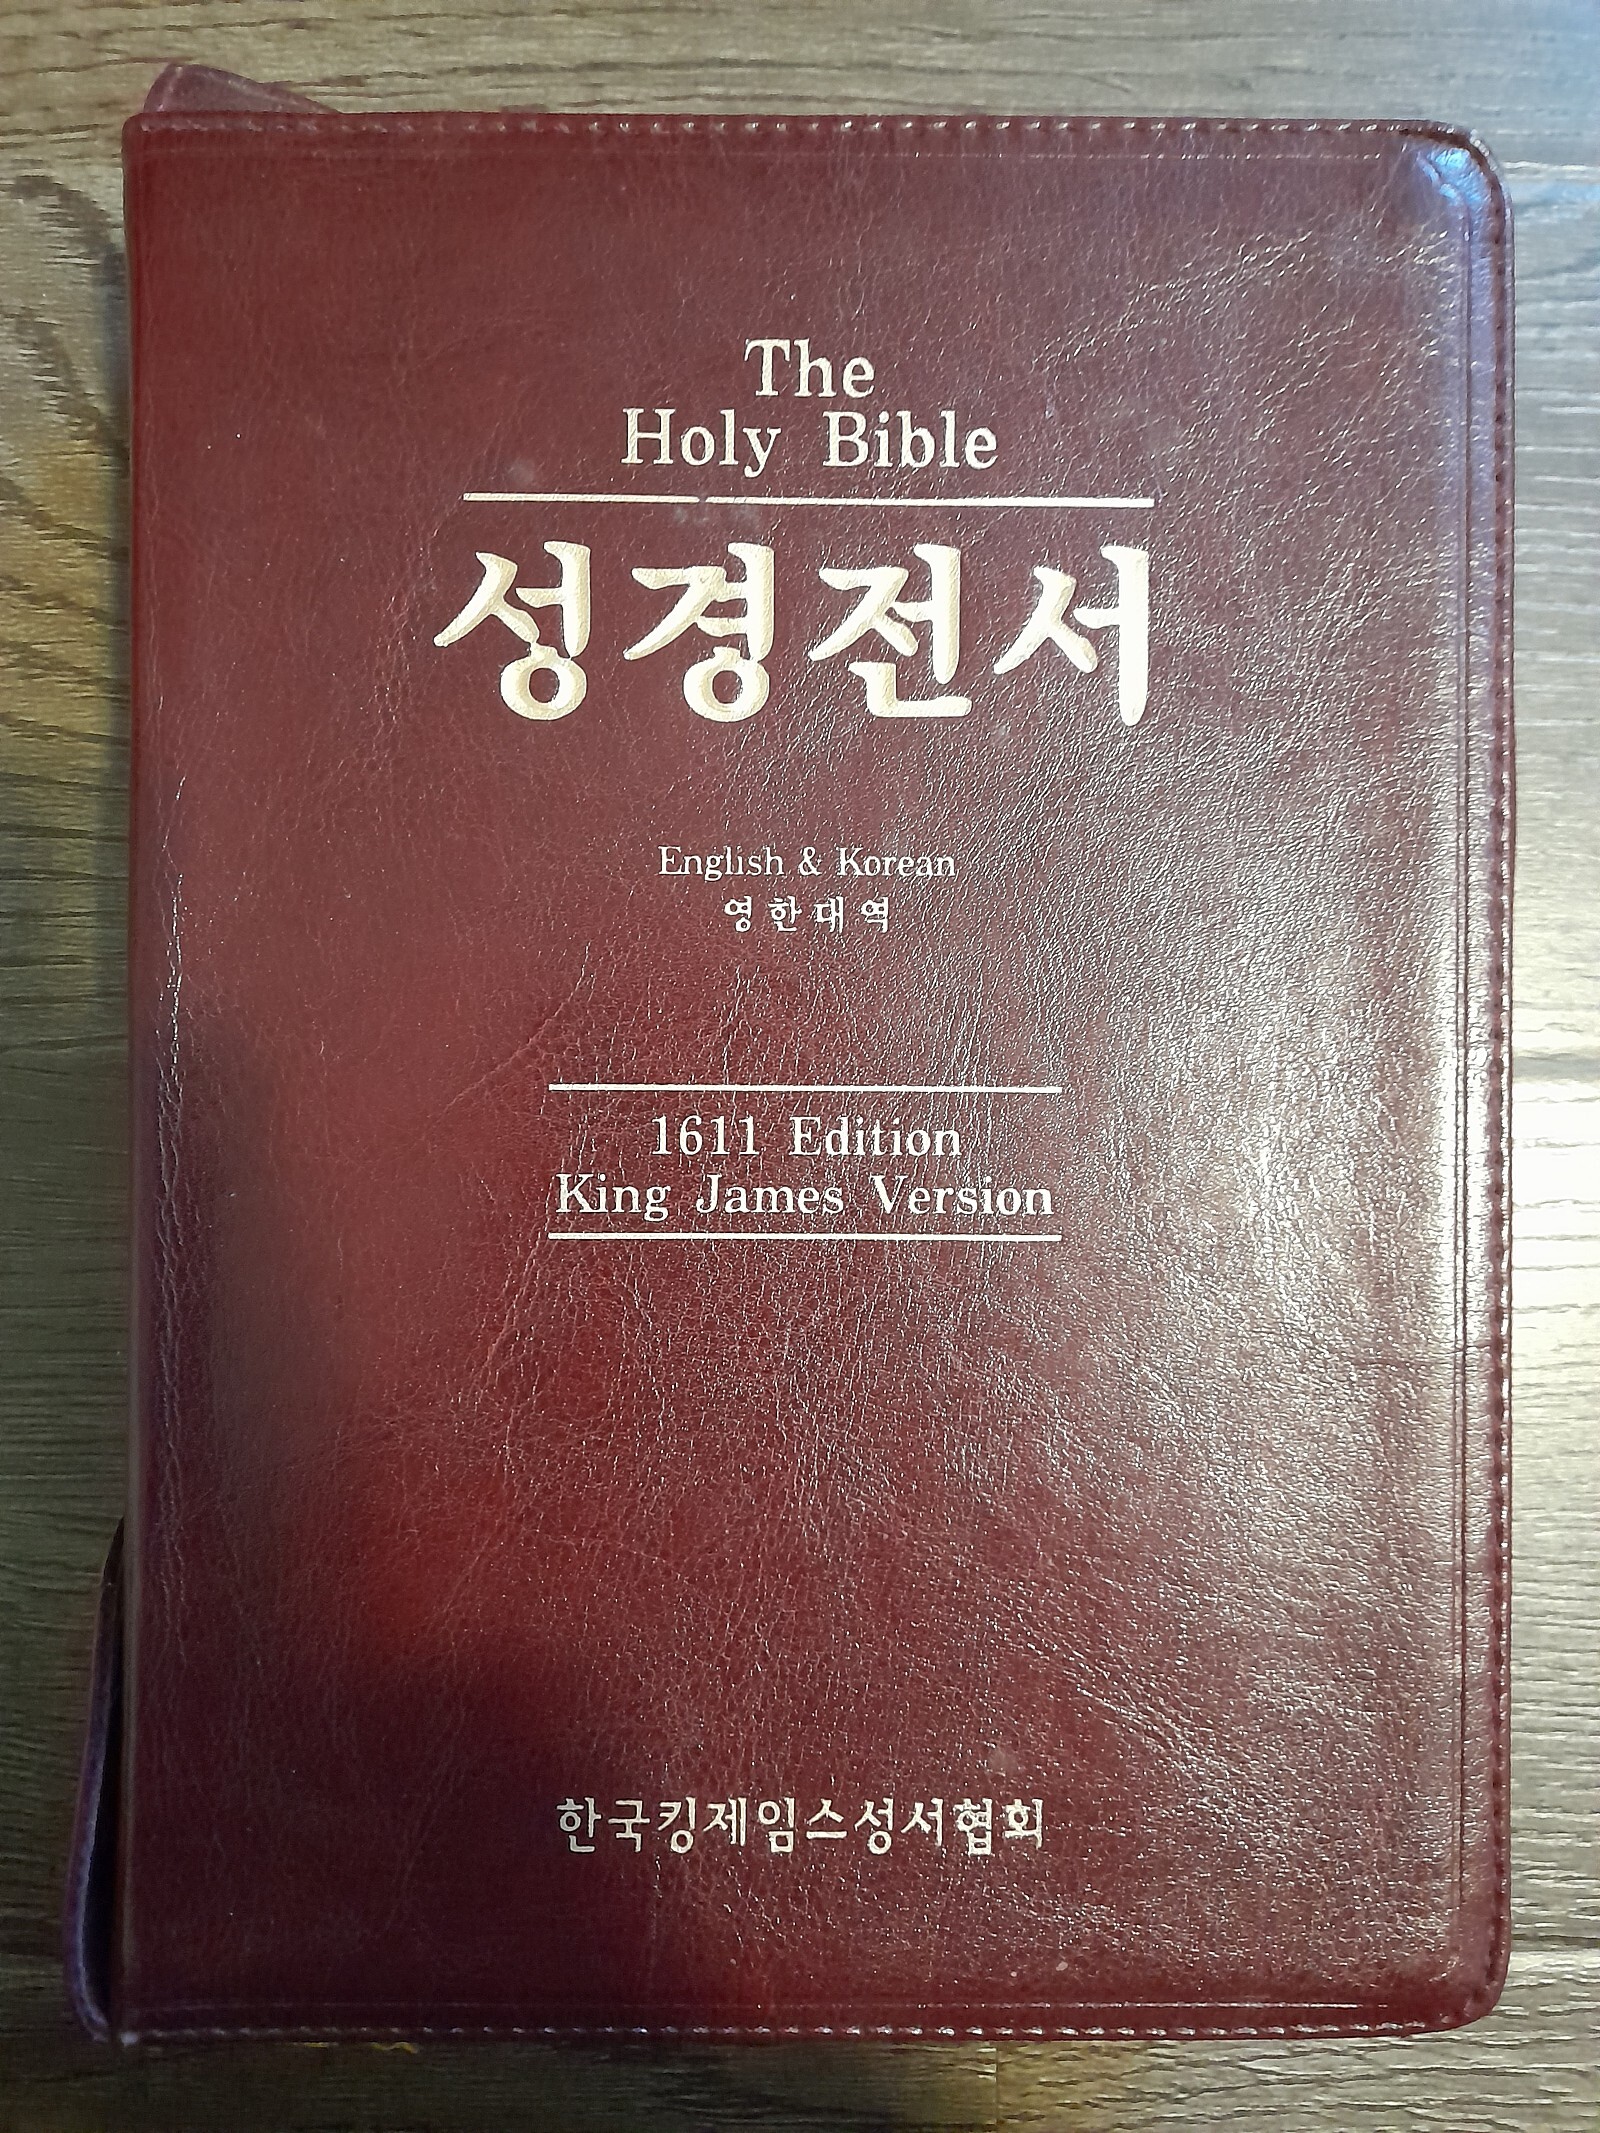 The
Holy Bible
성경전서
English & Korean
영한대역
1611 Edition
King James Version
한국킹제임스성서협회